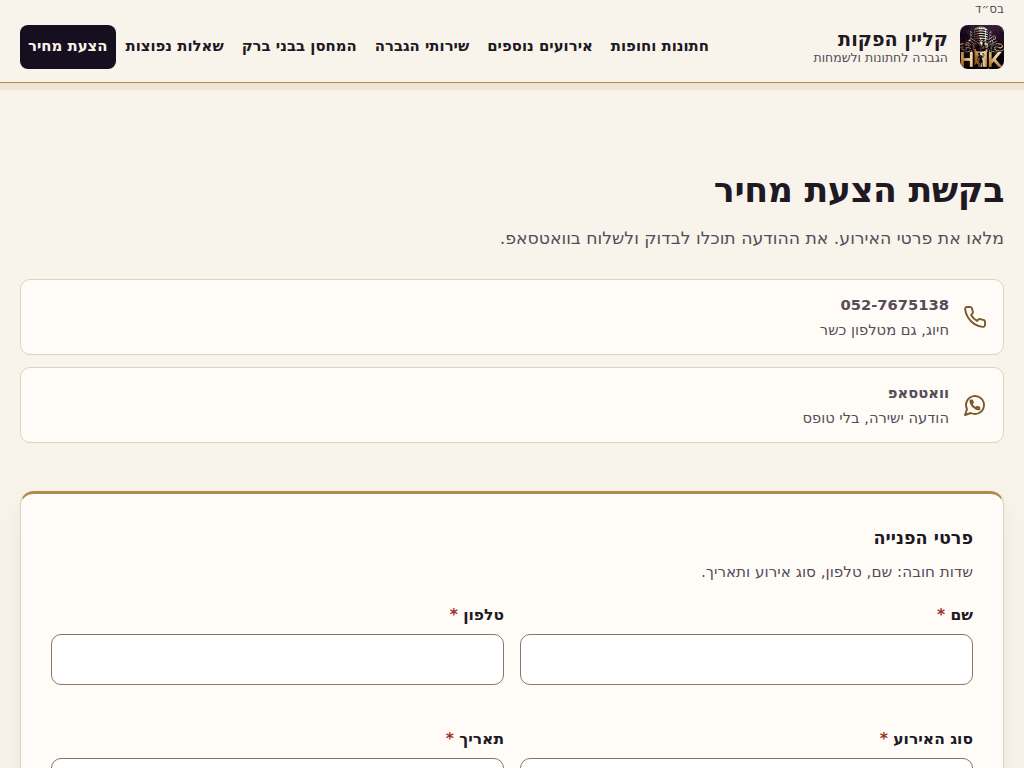 בס״ד
קליין הפקות
הגברה לחתונות ולשמחות
חתונות וחופות
אירועים נוספים
שירותי הגברה
המחסן בבני ברק
שאלות נפוצות
הצעת מחיר
בקשת הצעת מחיר
מלאו את פרטי האירוע. את ההודעה תוכלו לבדוק ולשלוח בוואטסאפ.
052-7675138
חיוג, גם מטלפון כשר
וואטסאפ
הודעה ישירה, בלי טופס
פרטי הפנייה
שדות חובה: שם, טלפון, סוג אירוע ותאריך.
שם *
טלפון *
סוג האירוע *
תאריך *